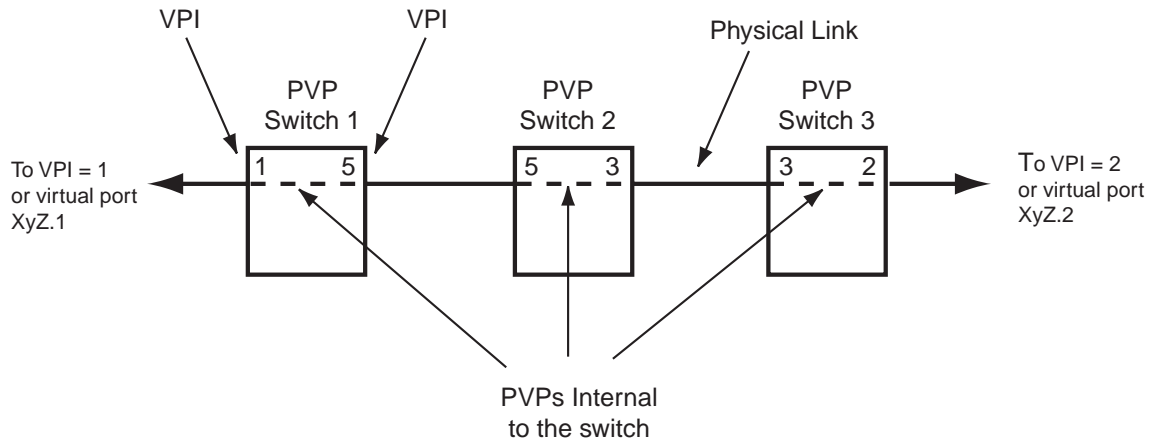 VPI
VPI
Physical Link
PVP
Switch 1
PVP
Switch 2
PVP
Switch 3
1
5
5
3
3
2
To VPI = 1
or virtual port
XyZ.1
To VPI = 2
or virtual port
XyZ.2
PVPs Internal
to the switch